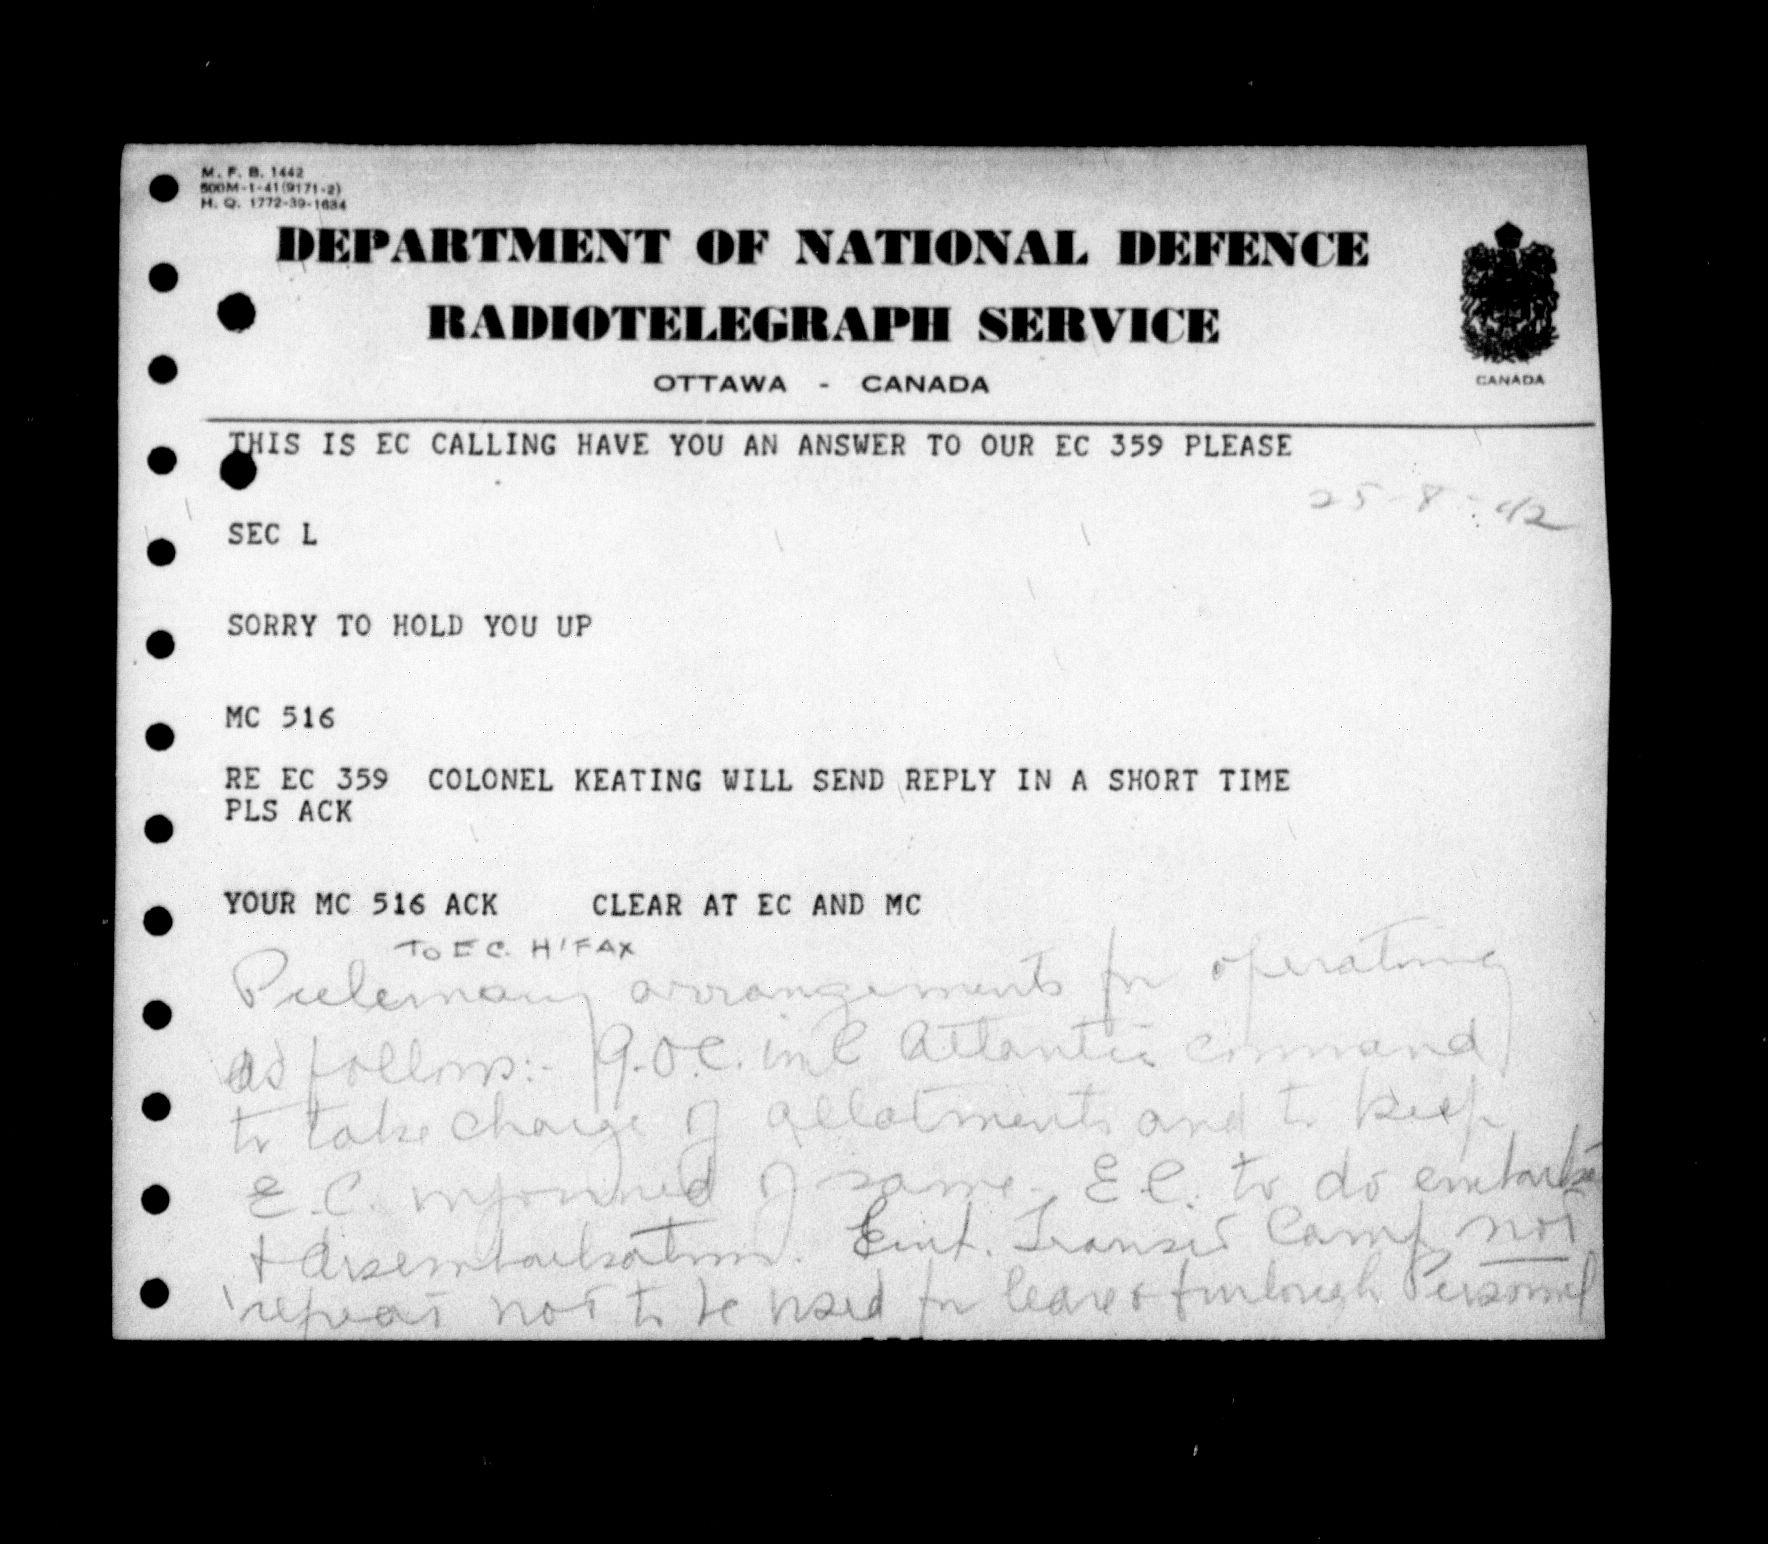 M. F. B. 1442
500M-1-41(9171-2)
H. Q. 1772-39-1634
DEPARTMENT OF NATIONAL DEFENCE
RADIOTELEGRAPH SERVICE
OTTAWA - CANADA
CANADA
THIS IS EC CALLING HAVE YOU AN ANSWER TO OUR EC 359 PLEASE
25-8-42
SEC L
SORRY TO HOLD YOU UP
MC 516
RE EC 359 COLONEL KEATING WILL SEND REPLY IN A SHORT TIME
PLS ACK
YOUR MC 516 ACK CLEAR AT EC AND MC
TO E C. H'FAX
arrangements for operating
as follows:- G.O.C. in C Atlantic command
to take charge of allotments and to keep
E.C. informed of same. E.C. to do
& disembarkation. Transit Camp not
repeat not to be used for leave & furlough Personnel